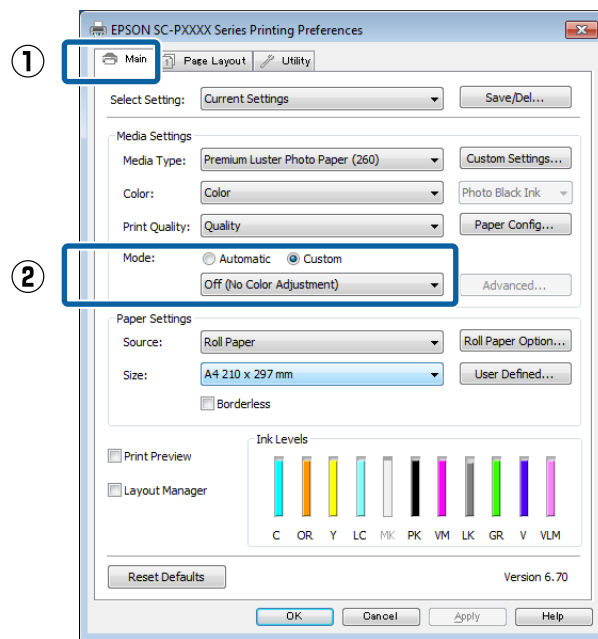 EPSON SC-PXXXX Series Printing Preferences
① Main Page Layout Utility
Select Setting: Current Settings Save/Del...
Media Settings
Media Type: Premium Luster Photo Paper (260) Custom Settings...
Color: Color Photo Black Ink
Print Quality: Quality Paper Config...
Mode: Automatic Custom
② Off (No Color Adjustment) Advanced...
Paper Settings
Source: Roll Paper Roll Paper Option...
Size: A4 210 x 297 mm User Defined...
Borderless
Ink Levels
Print Preview
Layout Manager
C OR Y LC MK PK VM LK GR V VLM
Reset Defaults Version 6.70
OK Cancel Apply Help